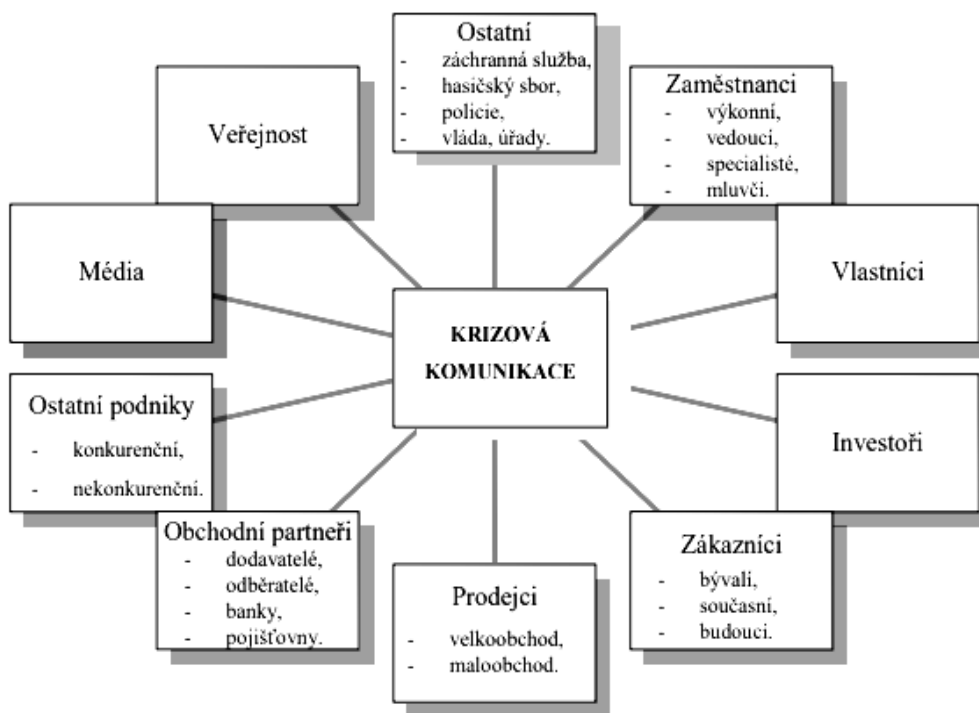 Ostatní
- záchranná služba,
- hasičský sbor,
- policie,
- vláda, úřady.
Zaměstnanci
- výkonní,
- vedoucí,
- specialisté,
- mluvčí.
Veřejnost
Média
Vlastníci
KRIZOVÁ
KOMUNIKACE
Ostatní podniky
- konkurenční,
- nekonkurenční.
Investoři
Obchodní partneři
- dodavatelé,
- odběratelé,
- banky,
- pojišťovny.
Prodejci
- velkoobchod,
- maloobchod.
Zákazníci
- bývalí,
- současní,
- budoucí.